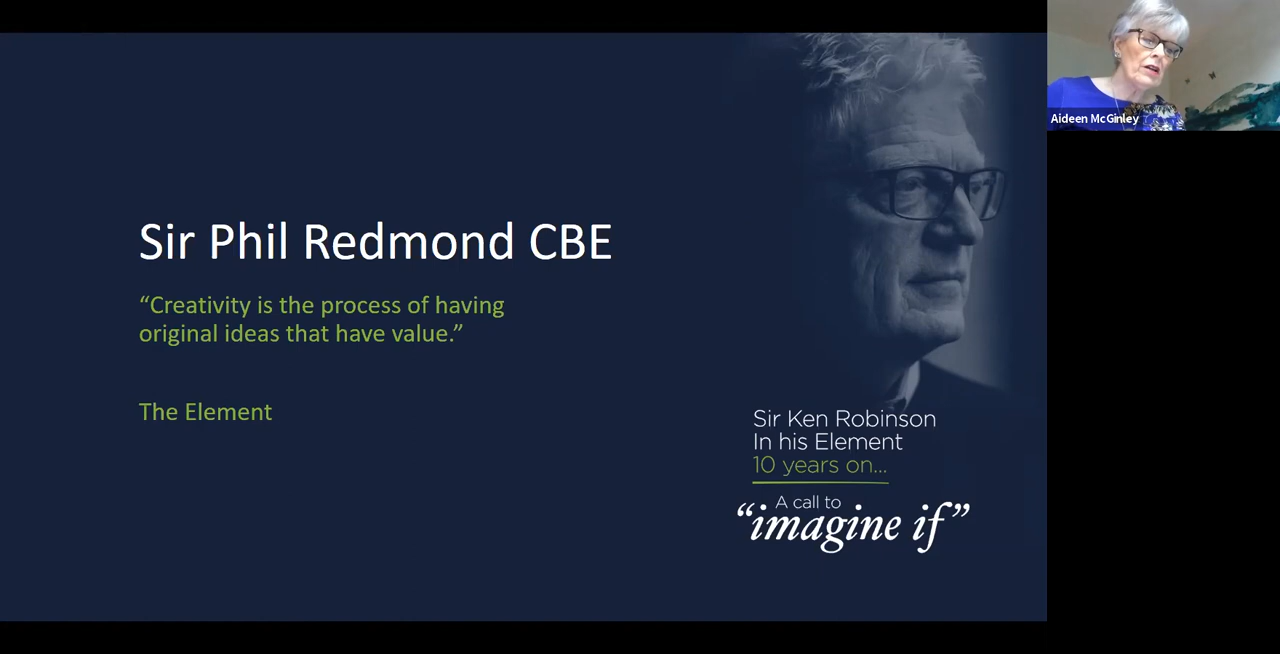 Sir Phil Redmond CBE
“Creativity is the process of having
original ideas that have value.”
The Element
Sir Ken Robinson
In his Element
10 years on...
A call to
“imagine if”
Aideen McGinley